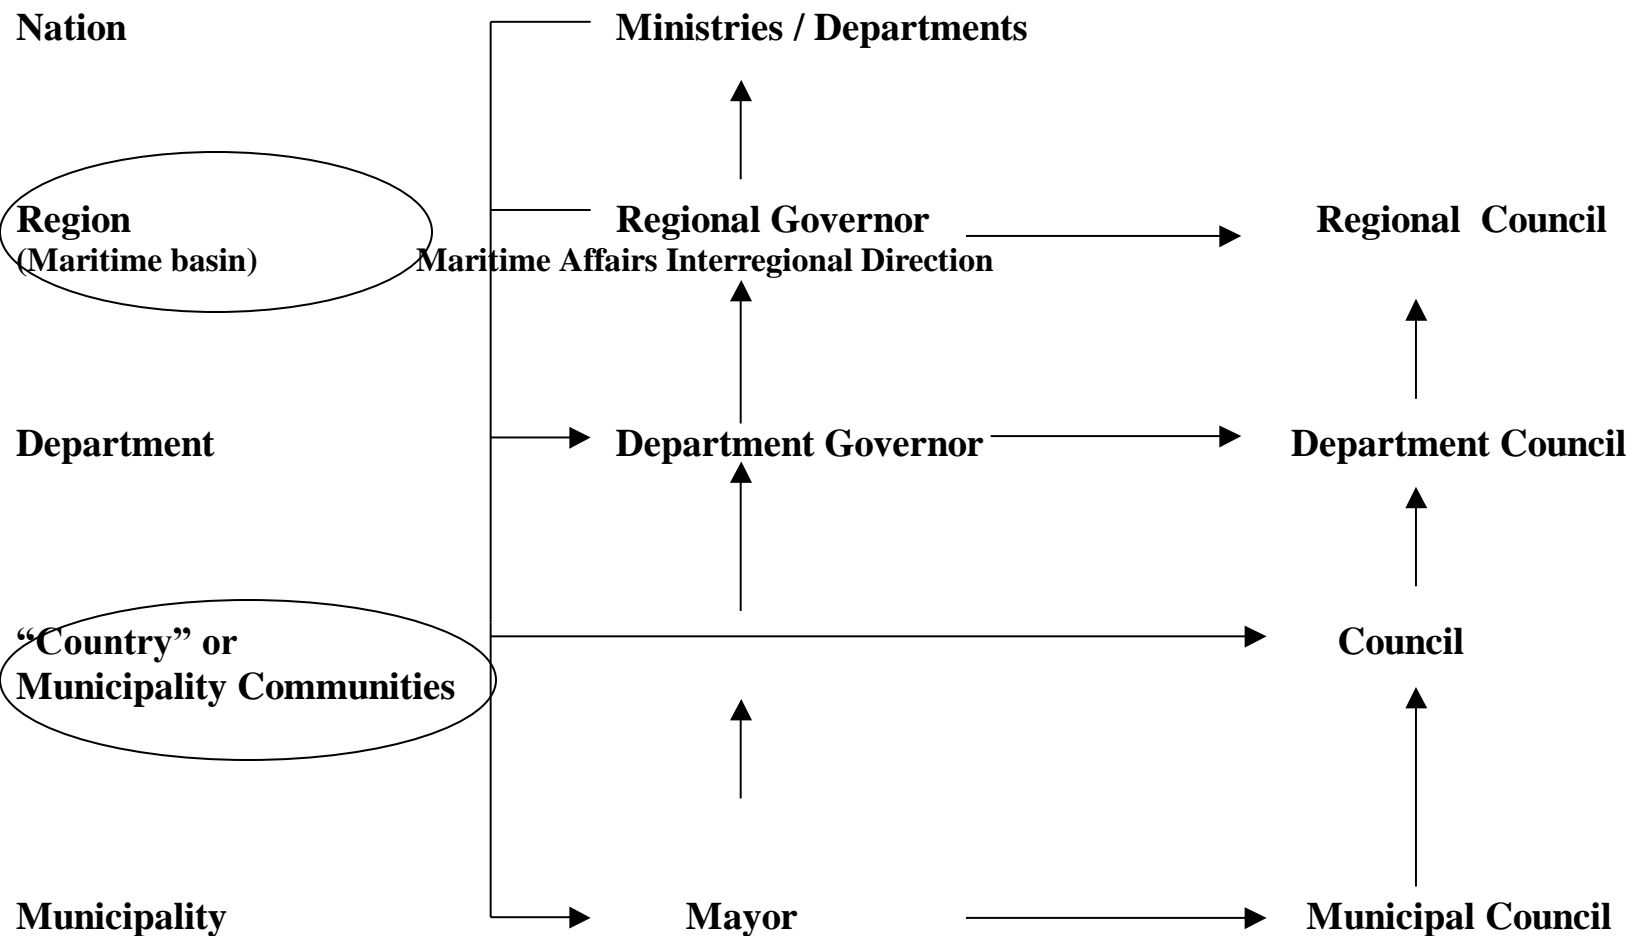 Nation Ministries / Departments
Region Regional Governor Regional Council
(Maritime basin) Maritime Affairs Interregional Direction
Department Department Governor Department Council
“Country” or Council
Municipality Communities
Municipality Mayor Municipal Council